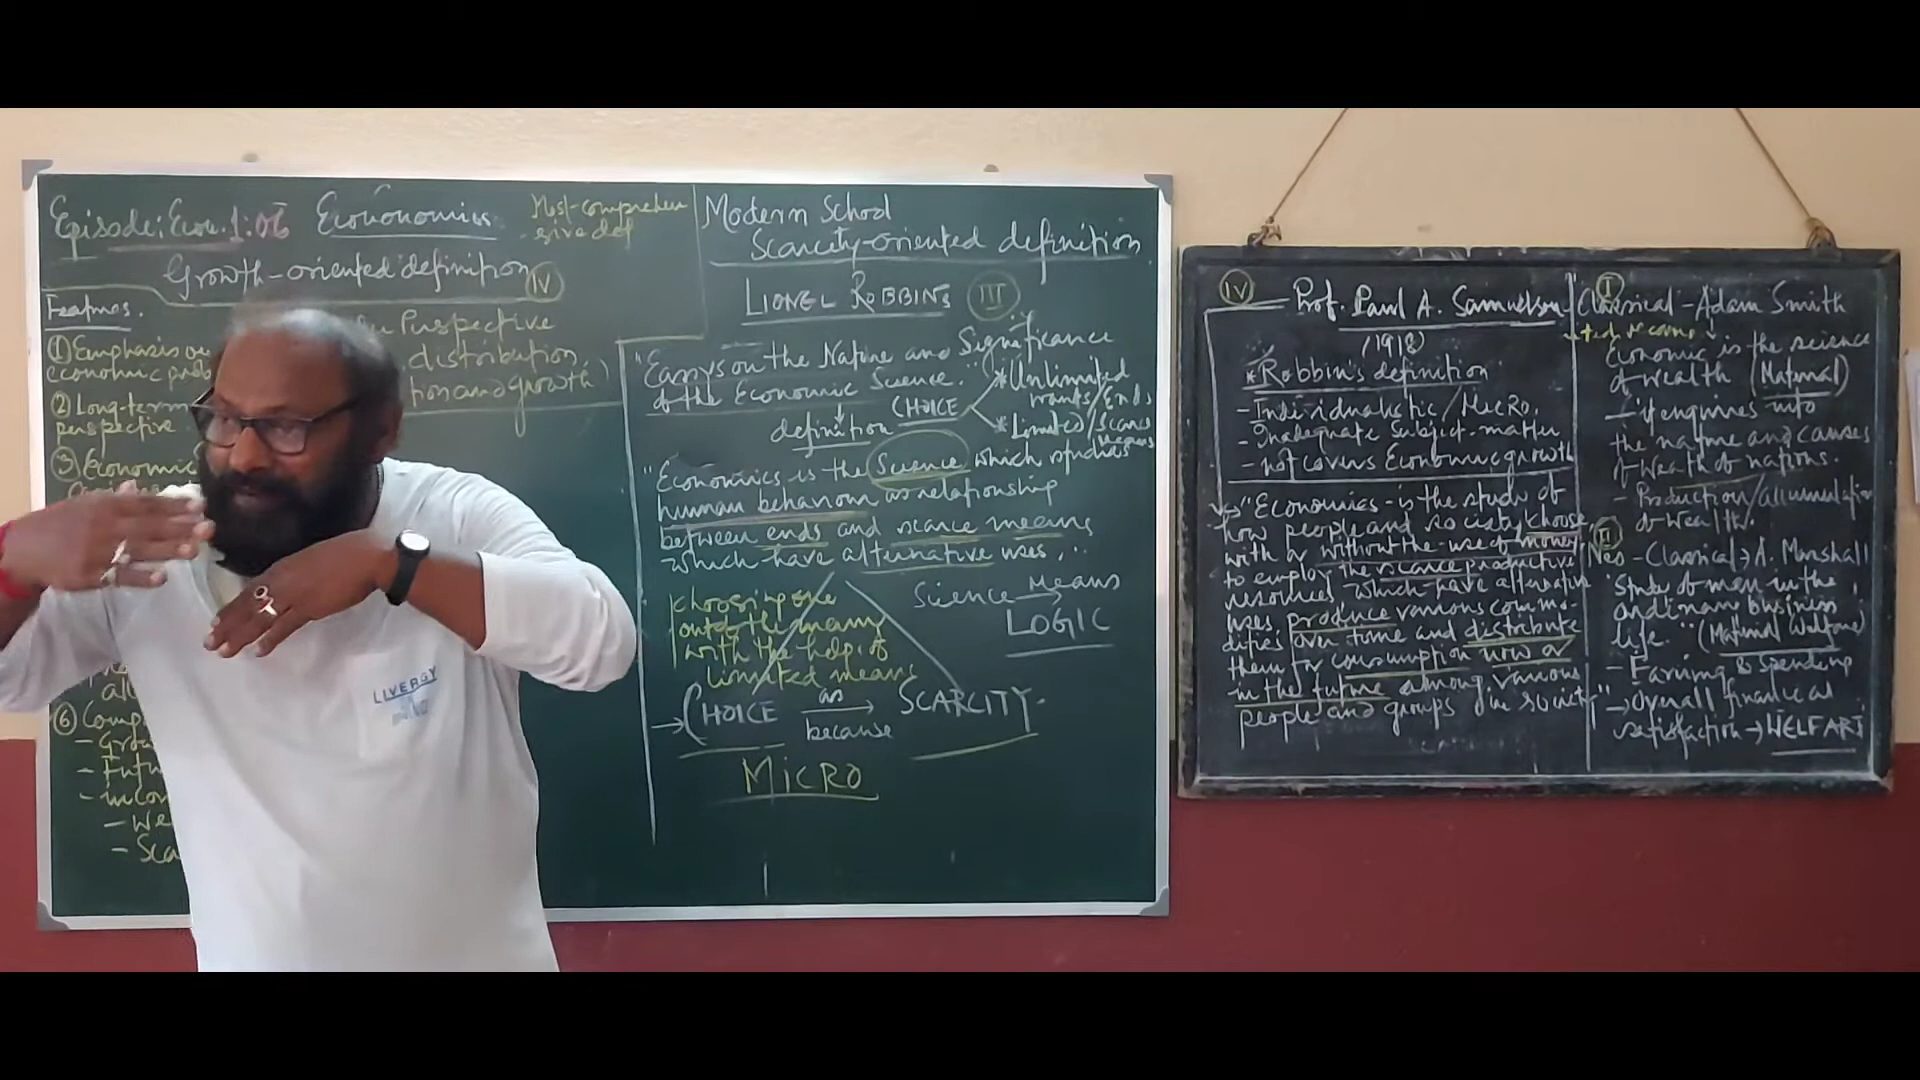 Episode: Econ. 1:06 Econonomics
Most-comprehen
sive def
Growth-oriented definition IV
Features.
Perspective
distribution,
tion and growth)
① Emphasis on
economic prob
② Long-term
perspective
③ Economic
all
⑥ Comp
- Grow
- Futu
- incom
- We
- Sca
LIVERGY
Modern School
Scarcity-oriented definition
LIONEL ROBBINS III
"Essays on the Nature and Significance
of the Economic Science."
CHOICE
* Unlimited
wants/Ends
* Limited/Scarce
Means
definition
"Economics is the Science which studies
human behaviour as relationship
between ends and scarce means
which have alternative uses."
choosing one
out of the many
with the help of
limited means
Science Means
LOGIC
→ CHOICE as → because SCARCITY.
MICRO
IV Prof. Paul A. Samuelson
* Robbin's definition
- Individualistic/MICRO.
- Inadequate Subject-matter
- not covers Economic growth
→ "Economics - is the study of
how people and society choose,
with or without the use of money,
to employ the scarce productive
resources which have alternative
uses produce various commo-
dities over time and distribute
them for consumption now or
in the future among various
people and groups in society"
I
Classical - Adam Smith
Economic is the science
of wealth (Material)
- it enquires into
the nature and causes
of wealth of nations.
- Production/accumulation
of wealth.
II
Neo-Classical → A. Marshall
"Study of man in the
ordinary business
life." (Material Welfare)
- Earning & Spending
- Overall financial
satisfaction → WELFARE